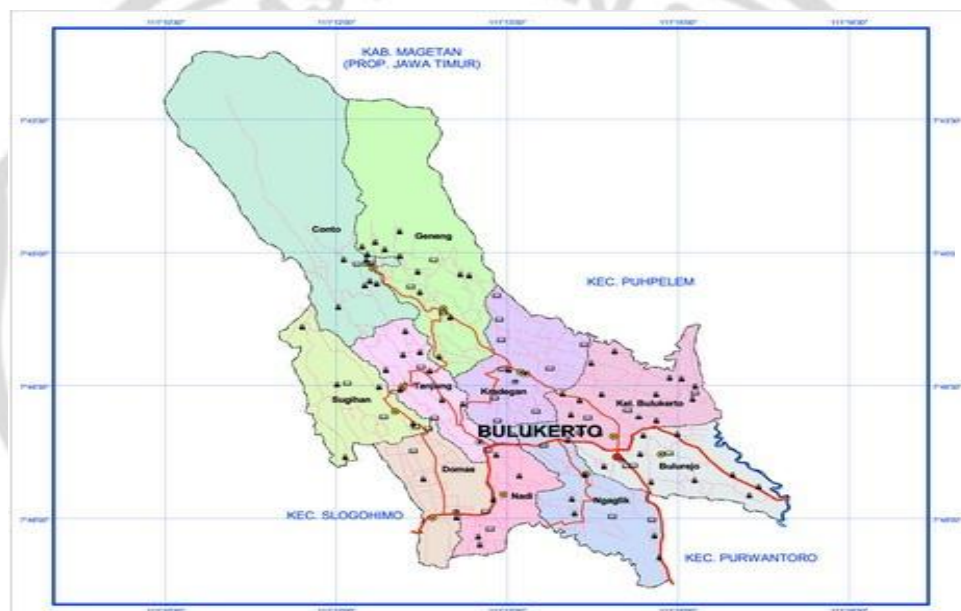 KAB. MAGETAN
(PROP. JAWA TIMUR)
Conto
Geneng
KEC. PUHPELEM
Tanjung
Sugihan
Krndegan
Kel. Bulukerto
BULUKERTO
Domas
Bulurejo
Nadi
Ngaglik
KEC. SLOGOHIMO
KEC. PURWANTORO